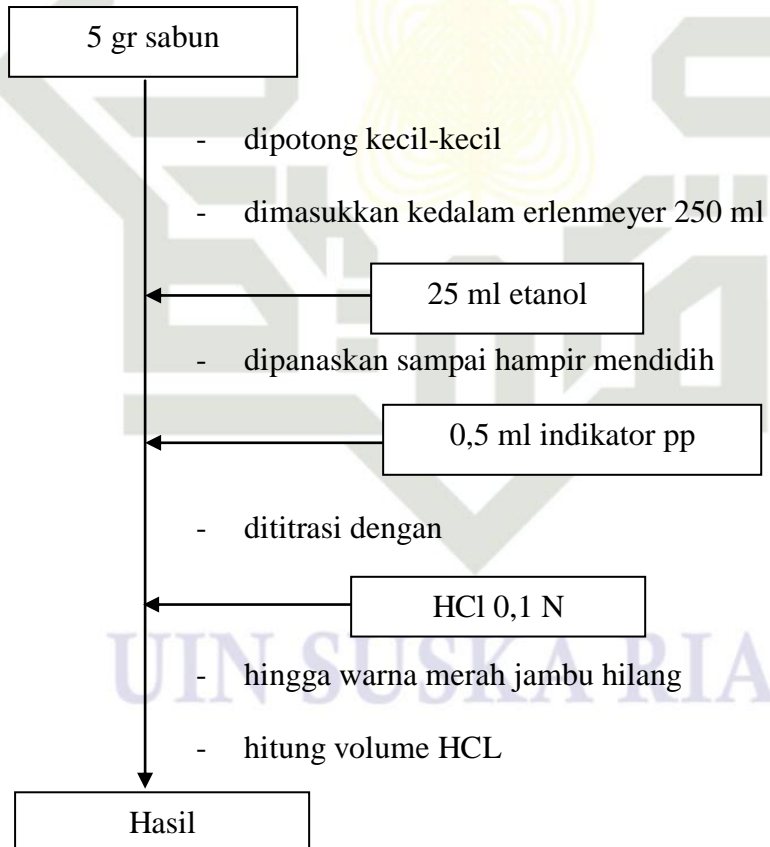 5 gr sabun
- dipotong kecil-kecil
- dimasukkan kedalam erlenmeyer 250 ml
25 ml etanol
- dipanaskan sampai hampir mendidih
0,5 ml indikator pp
- dititrasi dengan
HCl 0,1 N
UIN SUSKA RIA
- hingga warna merah jambu hilang
- hitung volume HCL
Hasil